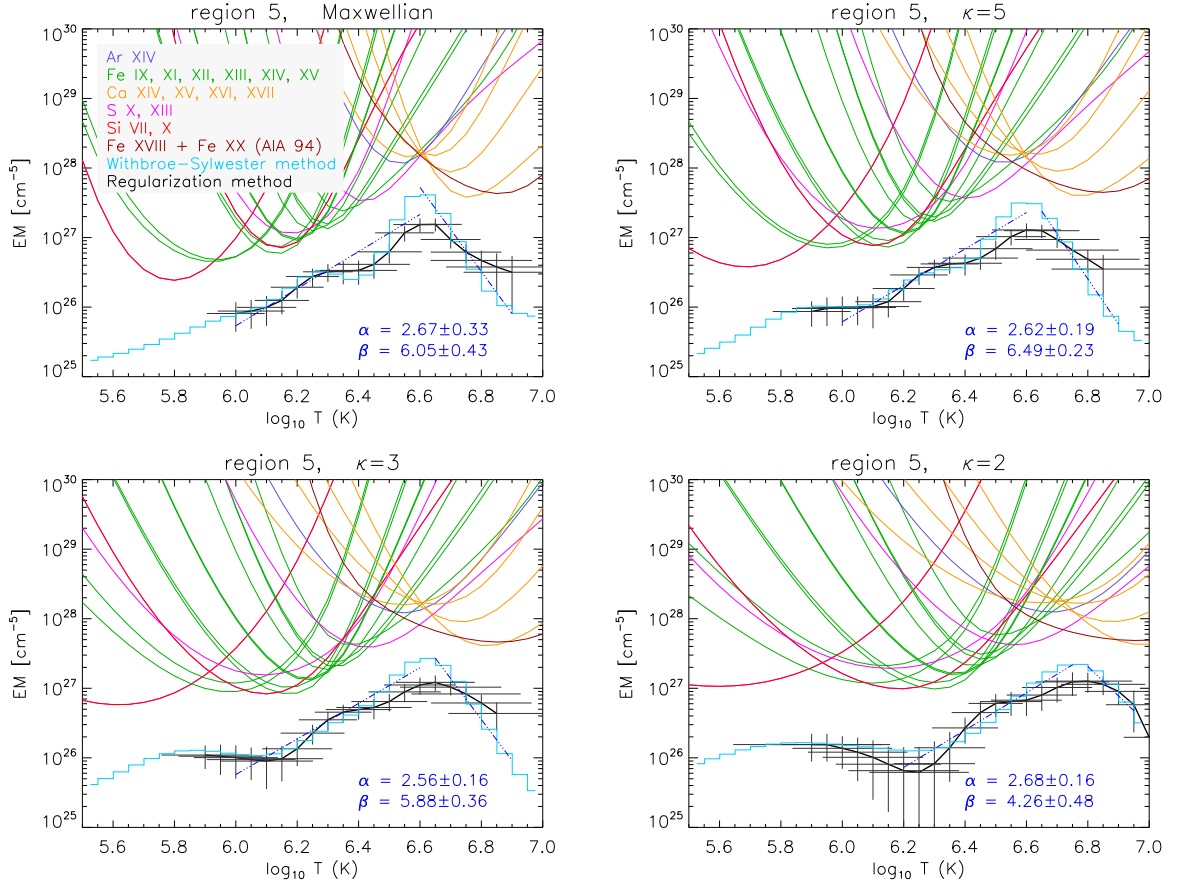 region 5, Maxwellian
10^30
10^29
10^28
10^27
10^26
10^25
EM [cm^-5]
Ar XIV
Fe IX, XI, XII, XIII, XIV, XV
Ca XIV, XV, XVI, XVII
S X, XIII
Si VII, X
Fe XVIII + Fe XX (AIA 94)
Withbroe-Sylwester method
Regularization method
α = 2.67±0.33
β = 6.05±0.43
5.6 5.8 6.0 6.2 6.4 6.6 6.8 7.0
log₁₀ T (K)
region 5, κ=5
10^30
10^29
10^28
10^27
10^26
10^25
EM [cm^-5]
α = 2.62±0.19
β = 6.49±0.23
5.6 5.8 6.0 6.2 6.4 6.6 6.8 7.0
log₁₀ T (K)
region 5, κ=3
10^30
10^29
10^28
10^27
10^26
10^25
EM [cm^-5]
α = 2.56±0.16
β = 5.88±0.36
5.6 5.8 6.0 6.2 6.4 6.6 6.8 7.0
log₁₀ T (K)
region 5, κ=2
10^30
10^29
10^28
10^27
10^26
10^25
EM [cm^-5]
α = 2.68±0.16
β = 4.26±0.48
5.6 5.8 6.0 6.2 6.4 6.6 6.8 7.0
log₁₀ T (K)